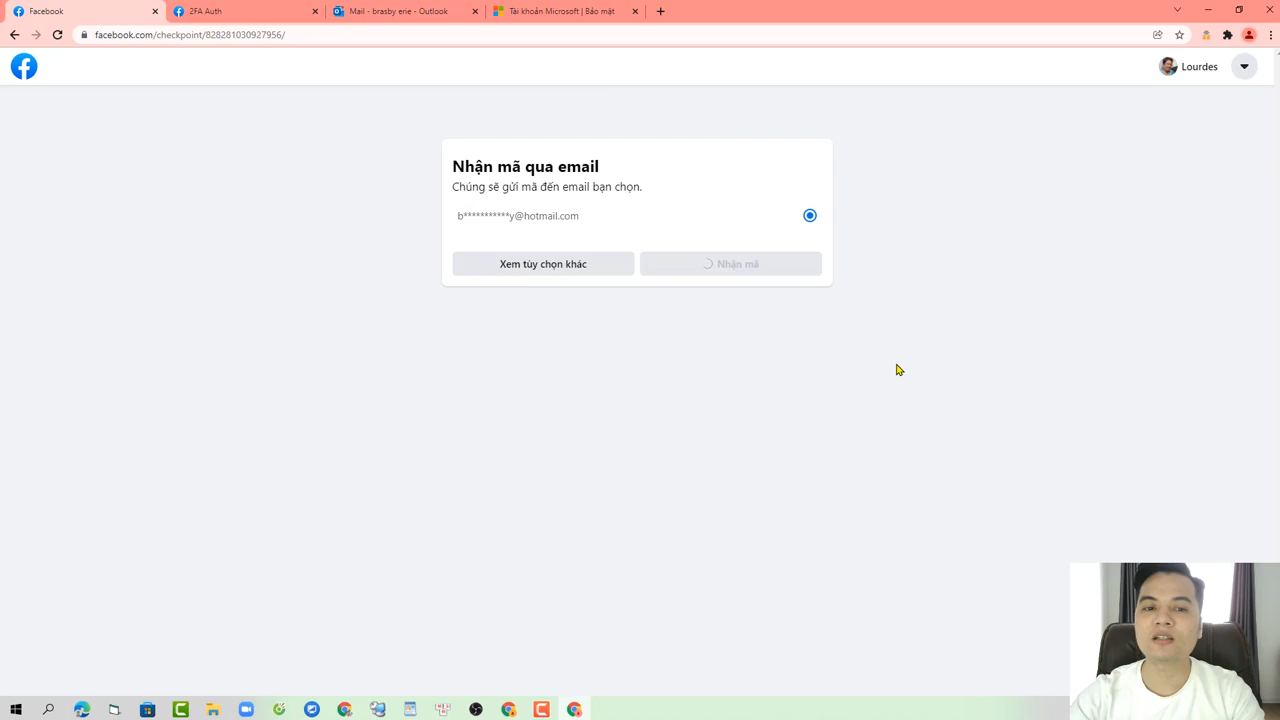 Facebook
2FA Auth
Mail - brasby erie - Outlook
Tài khoản Microsoft | Bảo mật
facebook.com/checkpoint/828281030927956/
Lourdes
Nhận mã qua email
Chúng sẽ gửi mã đến email bạn chọn.
b***********y@hotmail.com
Xem tùy chọn khác
Nhận mã